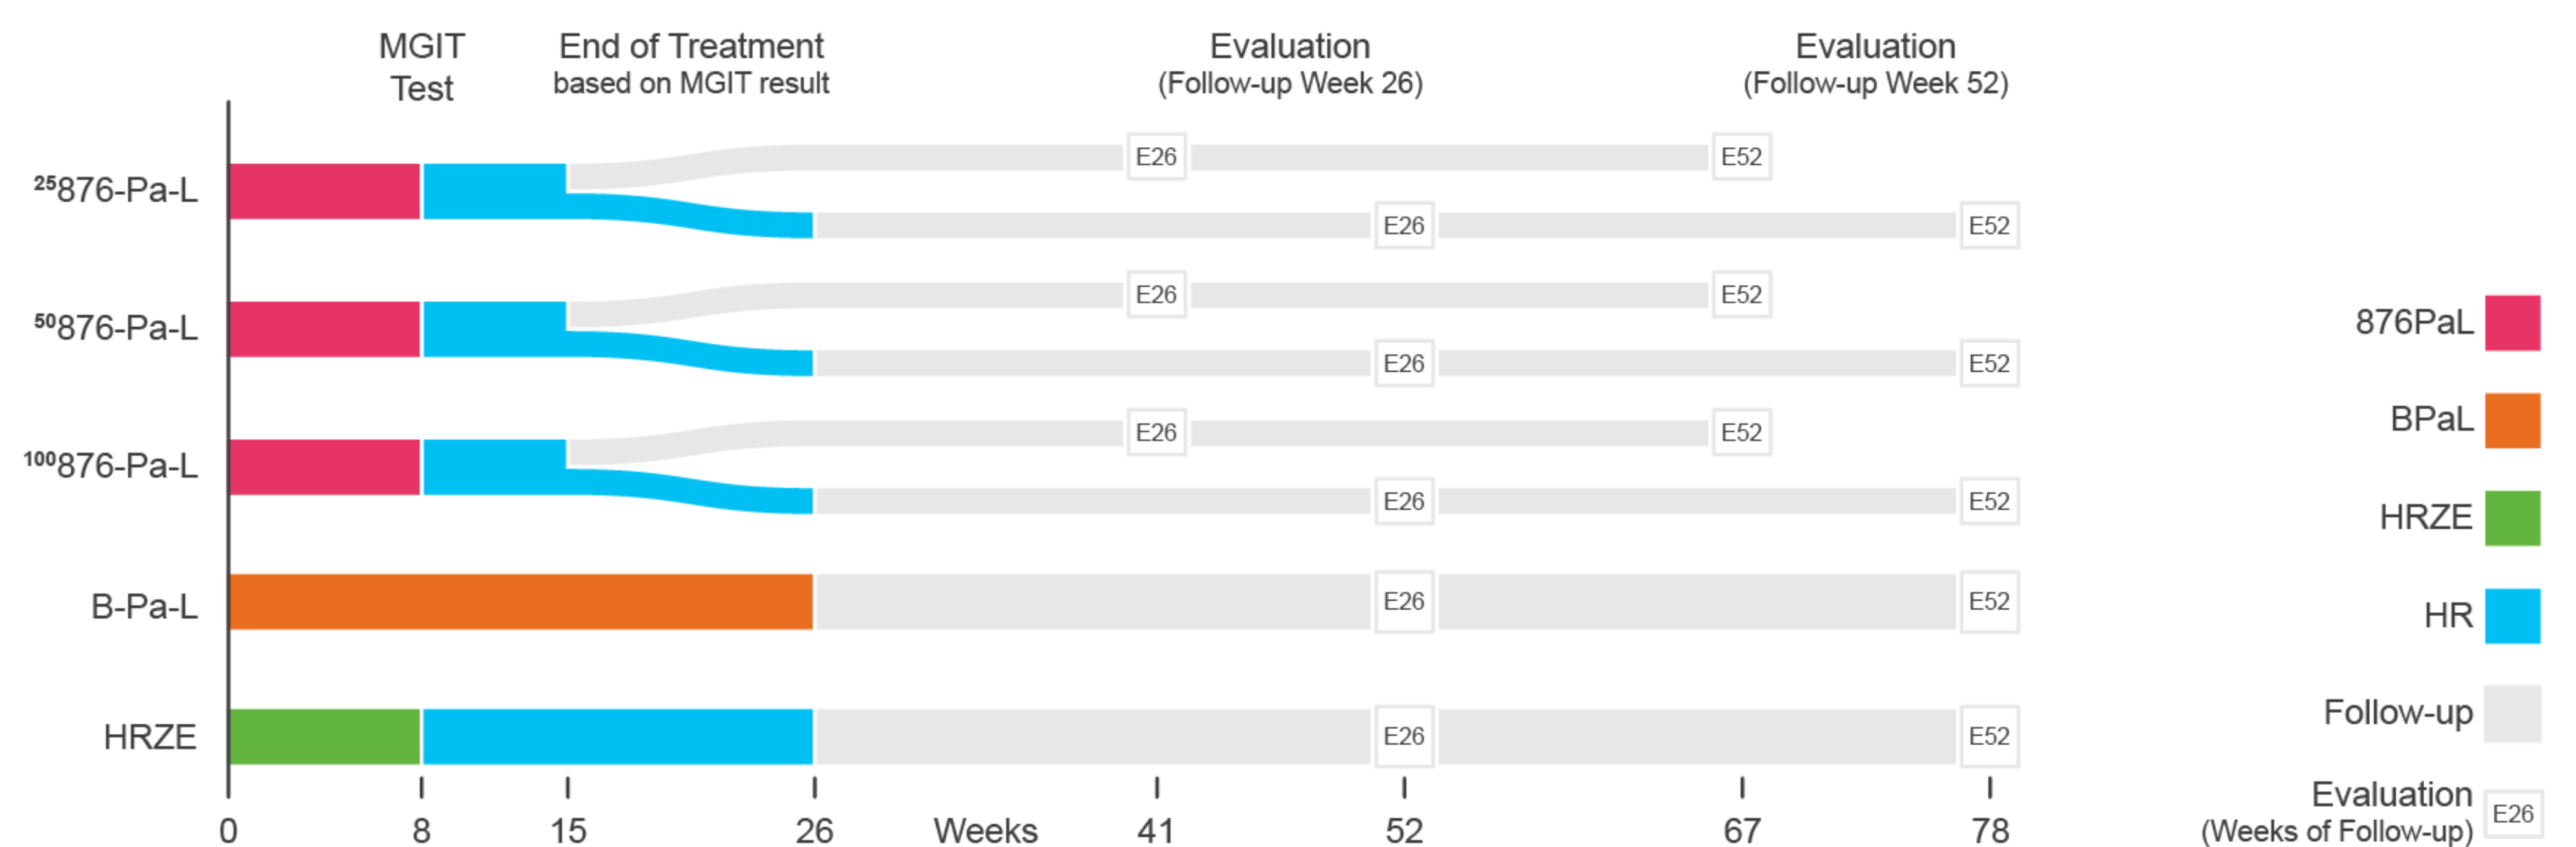 MGIT
Test
End of Treatment
based on MGIT result
Evaluation
(Follow-up Week 26)
Evaluation
(Follow-up Week 52)
²⁵876-Pa-L
E26
E52
E26
E52
⁵⁰876-Pa-L
E26
E52
E26
E52
¹⁰⁰876-Pa-L
E26
E52
E26
E52
B-Pa-L
E26
E52
HRZE
E26
E52
0
8
15
26
Weeks
41
52
67
78
876PaL
BPaL
HRZE
HR
Follow-up
Evaluation
(Weeks of Follow-up)
E26